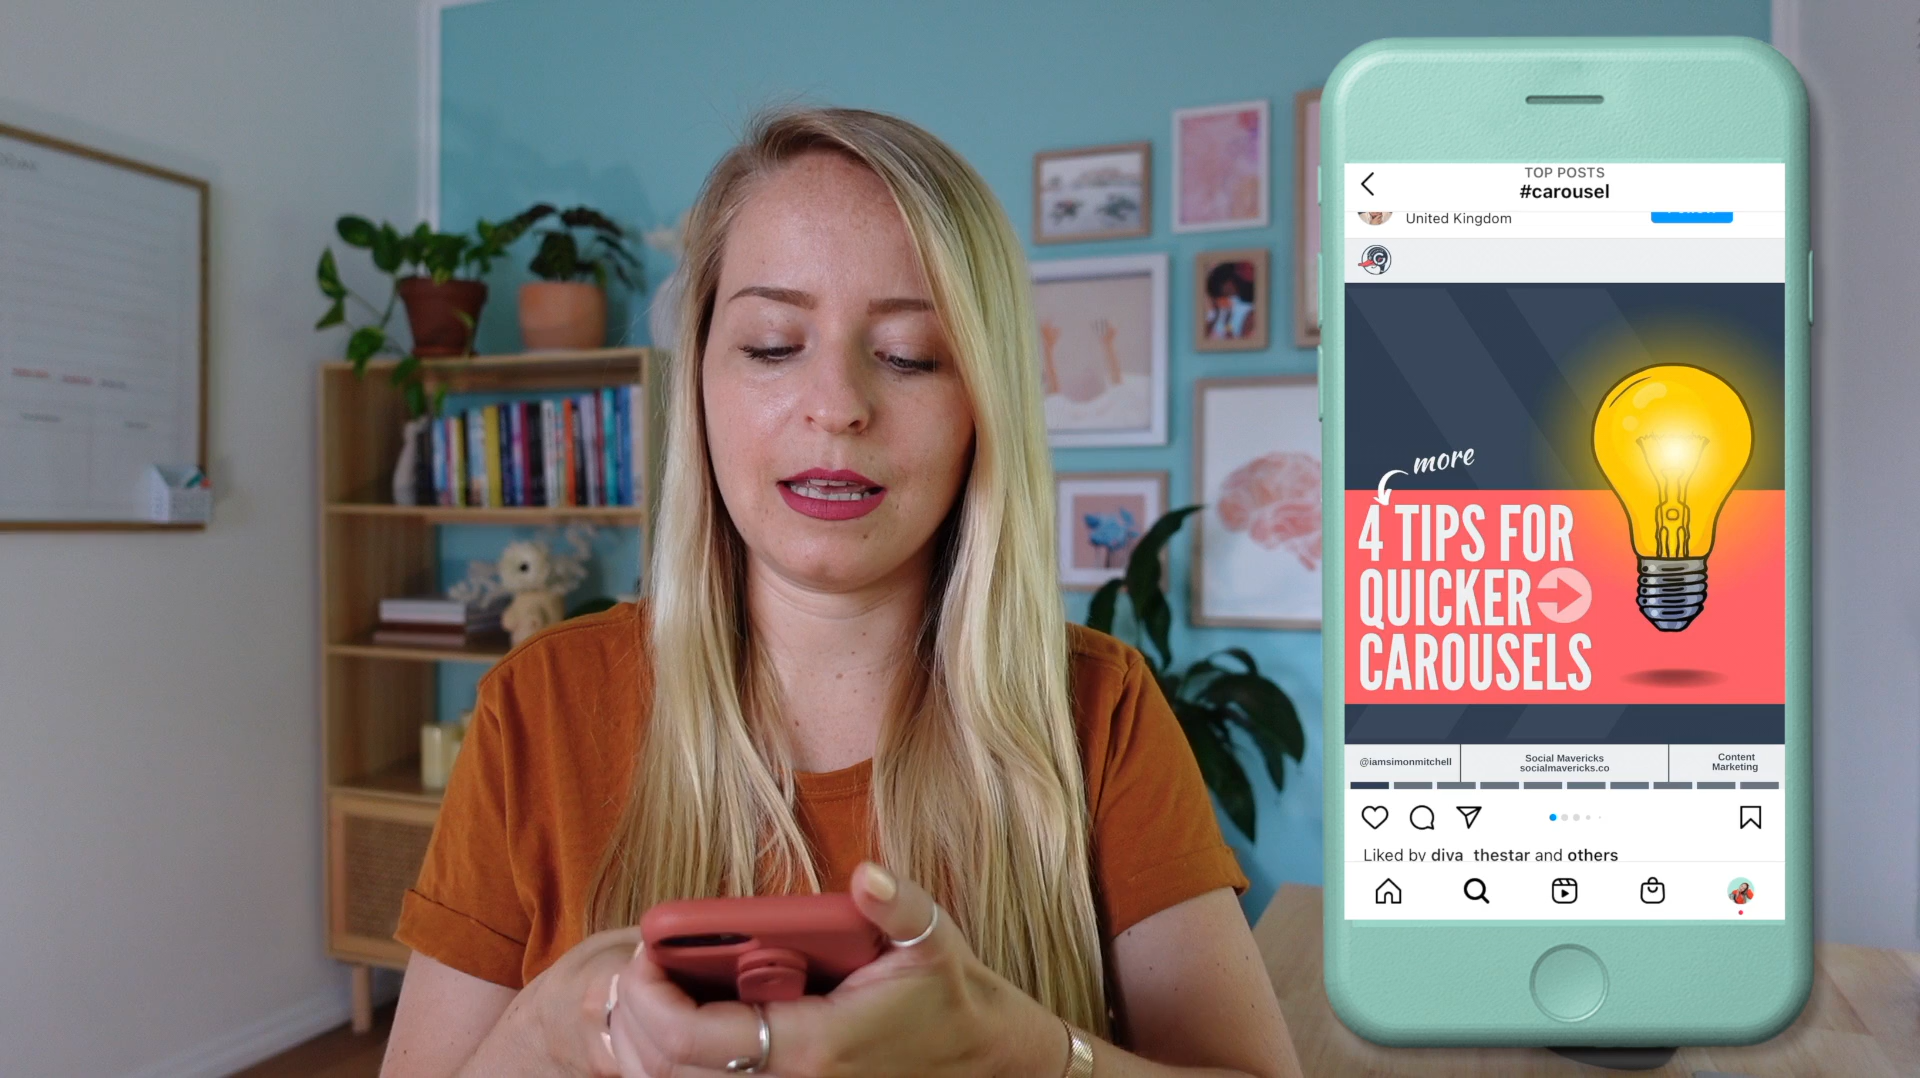 TOP POSTS
#carousel
United Kingdom
more
4 TIPS FOR
QUICKER
CAROUSELS
@iamsimonmitchell
Social Mavericks
socialmavericks.co
Content
Marketing
Liked by diva_thestar and others